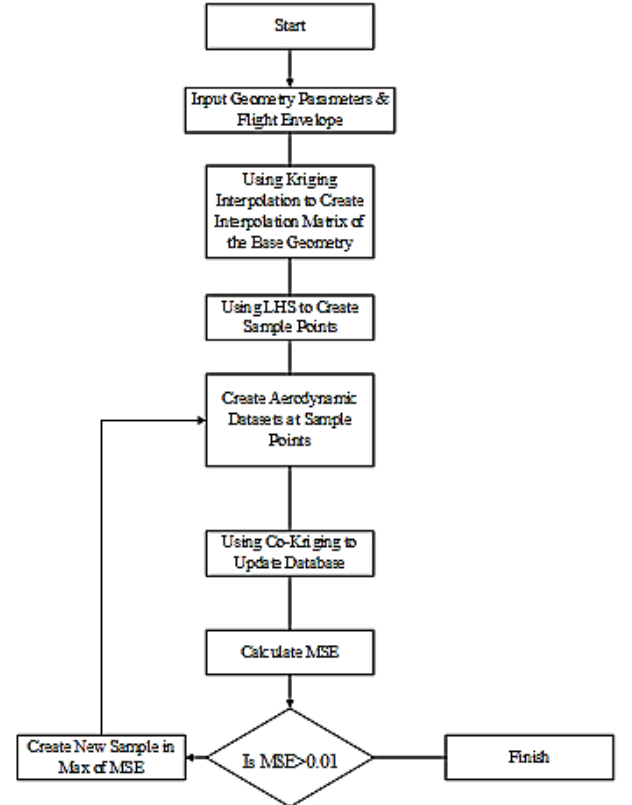 Start
Input Geometry Parameters &
Flight Envelope
Using Kriging
Interpolation to Create
Interpolation Matrix of
the Base Geometry
Using LHS to Create
Sample Points
Create Aerodynamic
Datasets at Sample
Points
Using Co-Kriging to
Update Database
Calculate MSE
Is MSE>0.01
Create New Sample in
Max of MSE
Finish